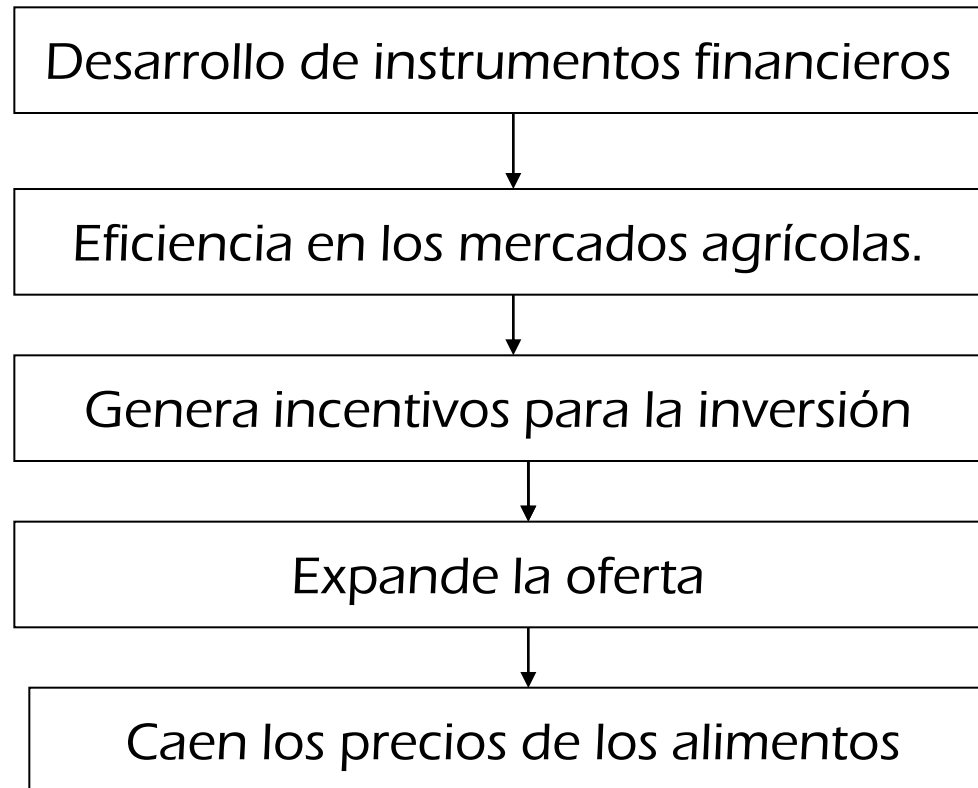 Desarrollo de instrumentos financieros
Eficiencia en los mercados agrícolas.
Genera incentivos para la inversión
Expande la oferta
Caen los precios de los alimentos